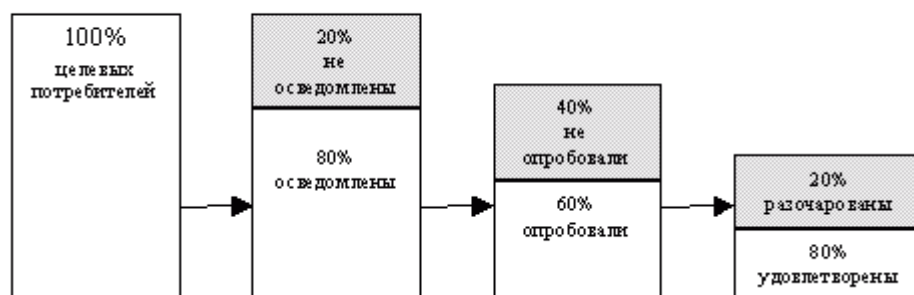 100%
целевых
потребителей
20%
не
осведомлены
80%
осведомлены
40%
не
опробовали
60%
опробовали
20%
разочарованы
80%
удовлетворены